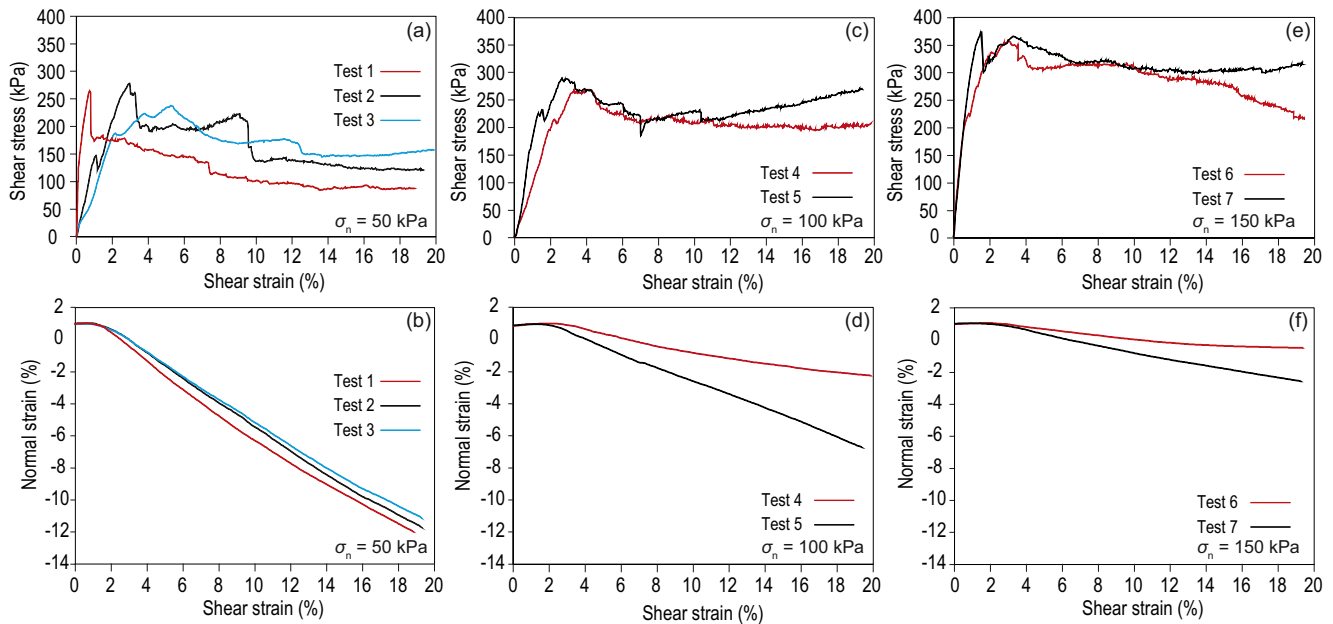 (a)
Shear stress (kPa)
400
350
300
250
200
150
100
50
0
Test 1
Test 2
Test 3
σn = 50 kPa
0 2 4 6 8 10 12 14 16 18 20
Shear strain (%)
(c)
Shear stress (kPa)
400
350
300
250
200
150
100
50
0
Test 4
Test 5
σn = 100 kPa
0 2 4 6 8 10 12 14 16 18 20
Shear strain (%)
(e)
Shear stress (kPa)
400
350
300
250
200
150
100
50
0
Test 6
Test 7
σn = 150 kPa
0 2 4 6 8 10 12 14 16 18 20
Shear strain (%)
(b)
Normal strain (%)
2
0
-2
-4
-6
-8
-10
-12
-14
Test 1
Test 2
Test 3
σn = 50 kPa
0 2 4 6 8 10 12 14 16 18 20
Shear strain (%)
(d)
Normal strain (%)
2
0
-2
-4
-6
-8
-10
-12
-14
Test 4
Test 5
σn = 100 kPa
0 2 4 6 8 10 12 14 16 18 20
Shear strain (%)
(f)
Normal strain (%)
2
0
-2
-4
-6
-8
-10
-12
-14
Test 6
Test 7
σn = 150 kPa
0 2 4 6 8 10 12 14 16 18 20
Shear strain (%)